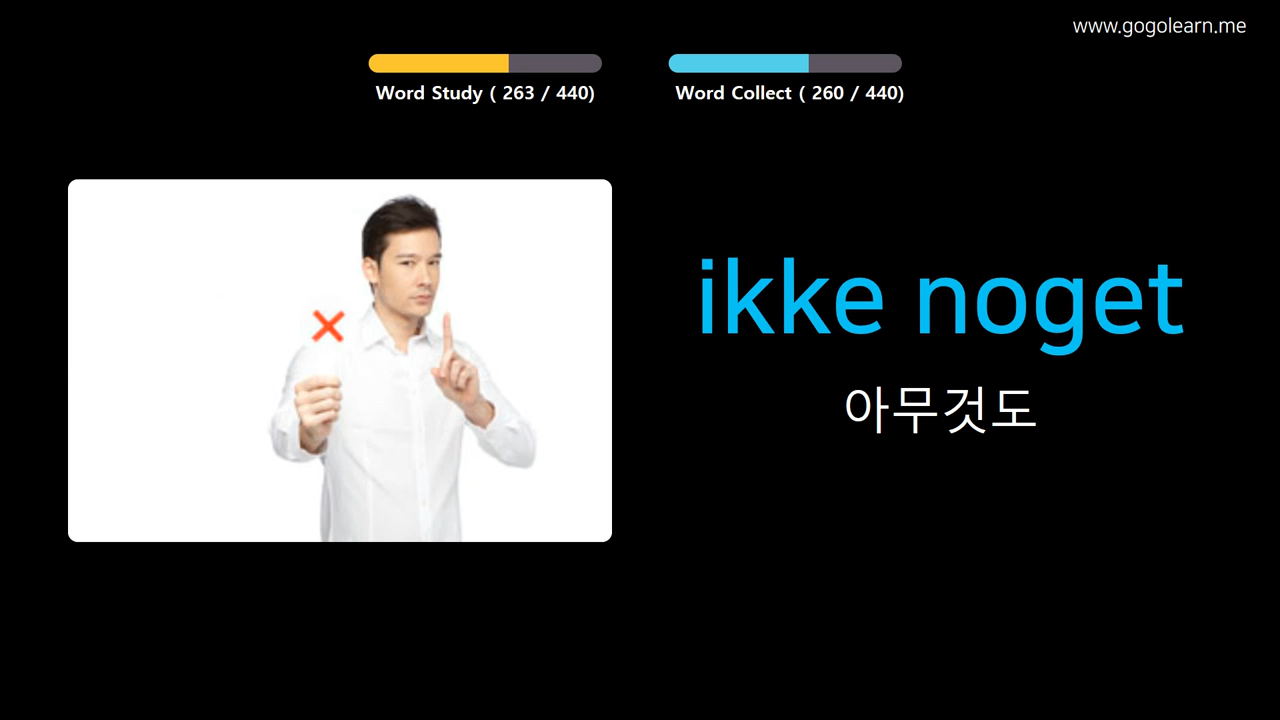 www.gogolearn.me
Word Study ( 263 / 440)
Word Collect ( 260 / 440)
ikke noget
아무것도